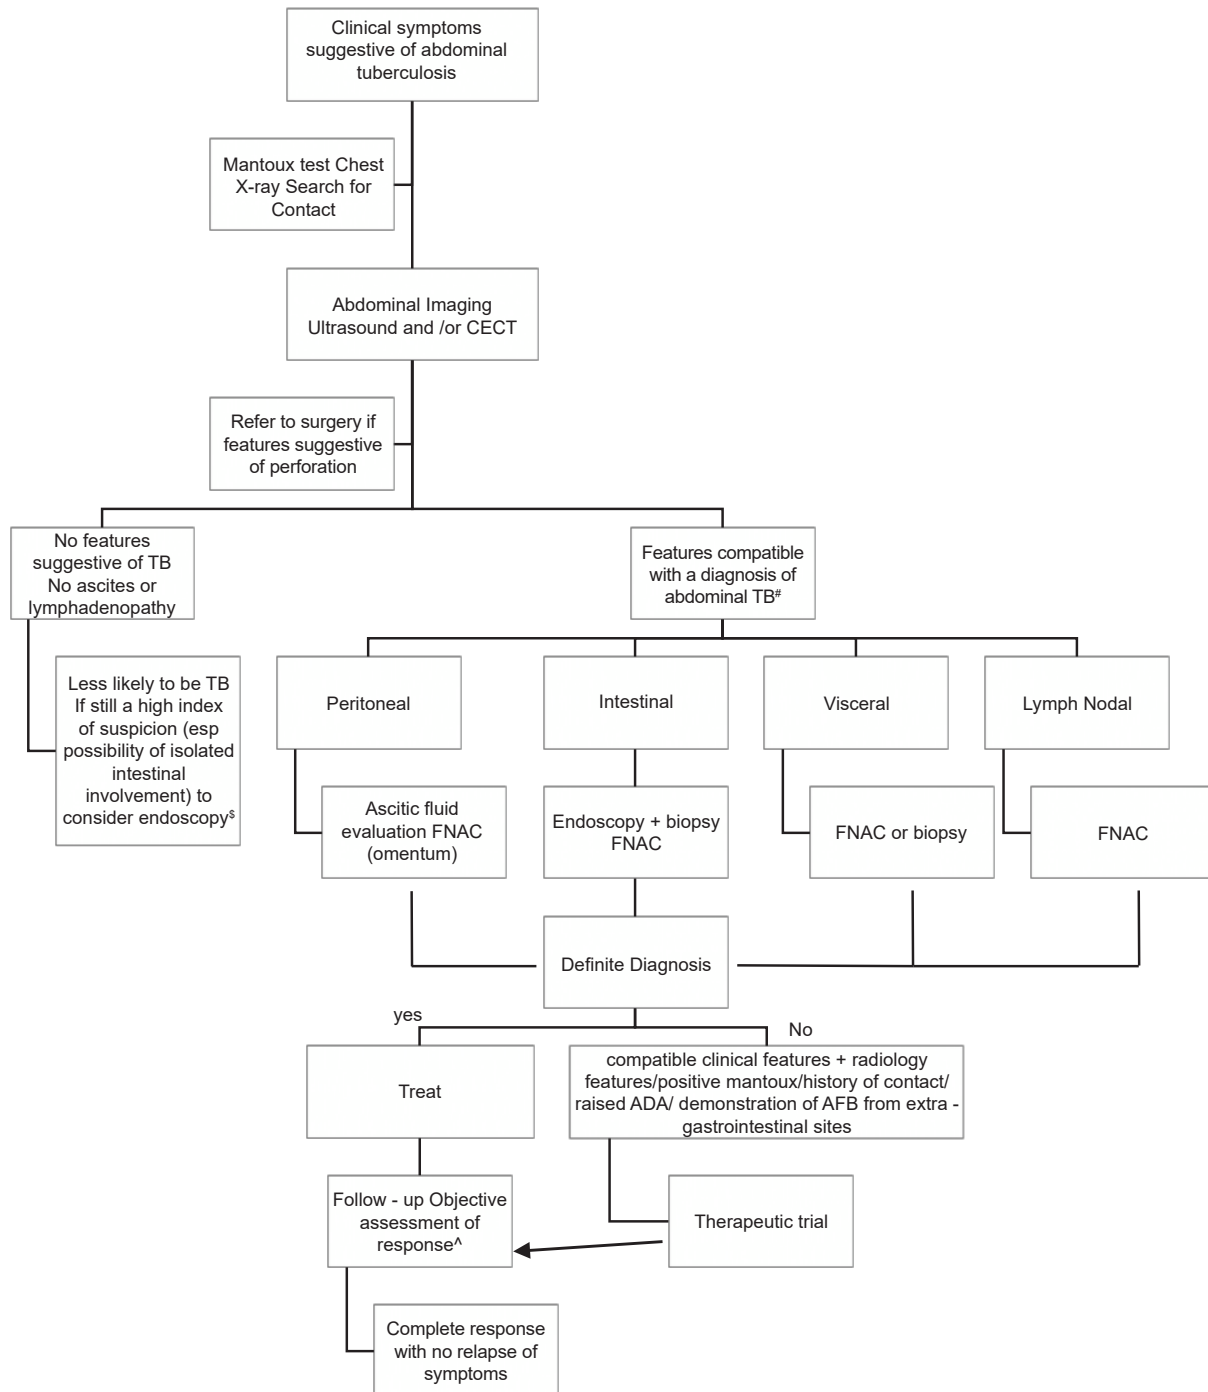 Clinical symptoms
suggestive of abdominal
tuberculosis
Mantoux test Chest
X-ray Search for
Contact
Abdominal Imaging
Ultrasound and /or CECT
Refer to surgery if
features suggestive
of perforation
No features
suggestive of TB
No ascites or
lymphadenopathy
Features compatible
with a diagnosis of
abdominal TB#
Less likely to be TB
If still a high index
of suspicion (esp
possibility of isolated
intestinal
involvement) to
consider endoscopy$
Peritoneal
Intestinal
Visceral
Lymph Nodal
Ascitic fluid
evaluation FNAC
(omentum)
Endoscopy + biopsy
FNAC
FNAC or biopsy
FNAC
Definite Diagnosis
yes
No
Treat
compatible clinical features + radiology
features/positive mantoux/history of contact/
raised ADA/ demonstration of AFB from extra -
gastrointestinal sites
Follow - up Objective
assessment of
response^
Therapeutic trial
Complete response
with no relapse of
symptoms